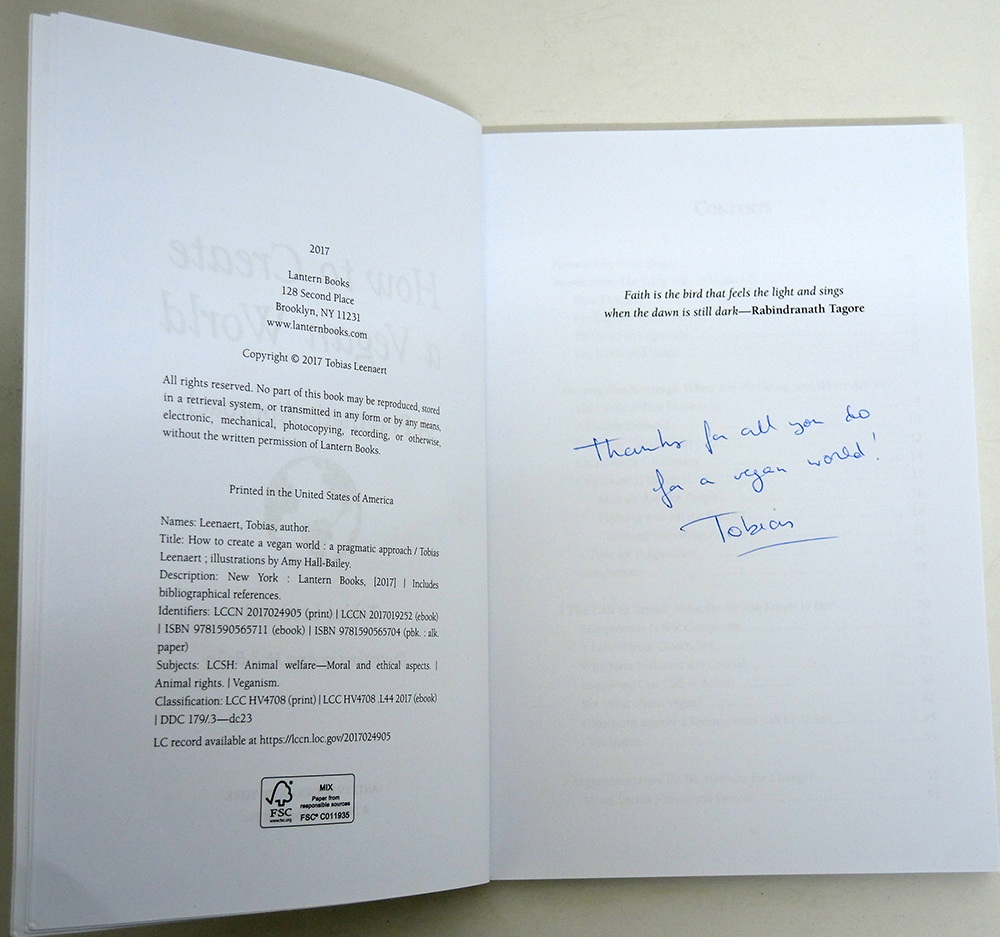 2017
Lantern Books
128 Second Place
Brooklyn, NY 11231
www.lanternbooks.com
Copyright © 2017 Tobias Leenaert
All rights reserved. No part of this book may be reproduced, stored
in a retrieval system, or transmitted in any form or by any means,
electronic, mechanical, photocopying, recording, or otherwise,
without the written permission of Lantern Books.
Printed in the United States of America
Names: Leenaert, Tobias, author.
Title: How to create a vegan world : a pragmatic approach / Tobias
Leenaert ; illustrations by Amy Hall-Bailey.
Description: New York : Lantern Books, [2017] | Includes
bibliographical references.
Identifiers: LCCN 2017024905 (print) | LCCN 2017019252 (ebook)
| ISBN 9781590565711 (ebook) | ISBN 9781590565704 (pbk. : alk.
paper)
Subjects: LCSH: Animal welfare—Moral and ethical aspects. |
Animal rights. | Veganism.
Classification: LCC HV4708 (print) | LCC HV4708 .L44 2017 (ebook)
| DDC 179/.3—dc23
LC record available at https://lccn.loc.gov/2017024905
FSC
www.fsc.org
MIX
Paper from
responsible sources
FSC® C011935
CONTENTS
Faith is the bird that feels the light and sings
when the dawn is still dark—Rabindranath Tagore
Thanks for all you do
for a vegan world!
Tobias